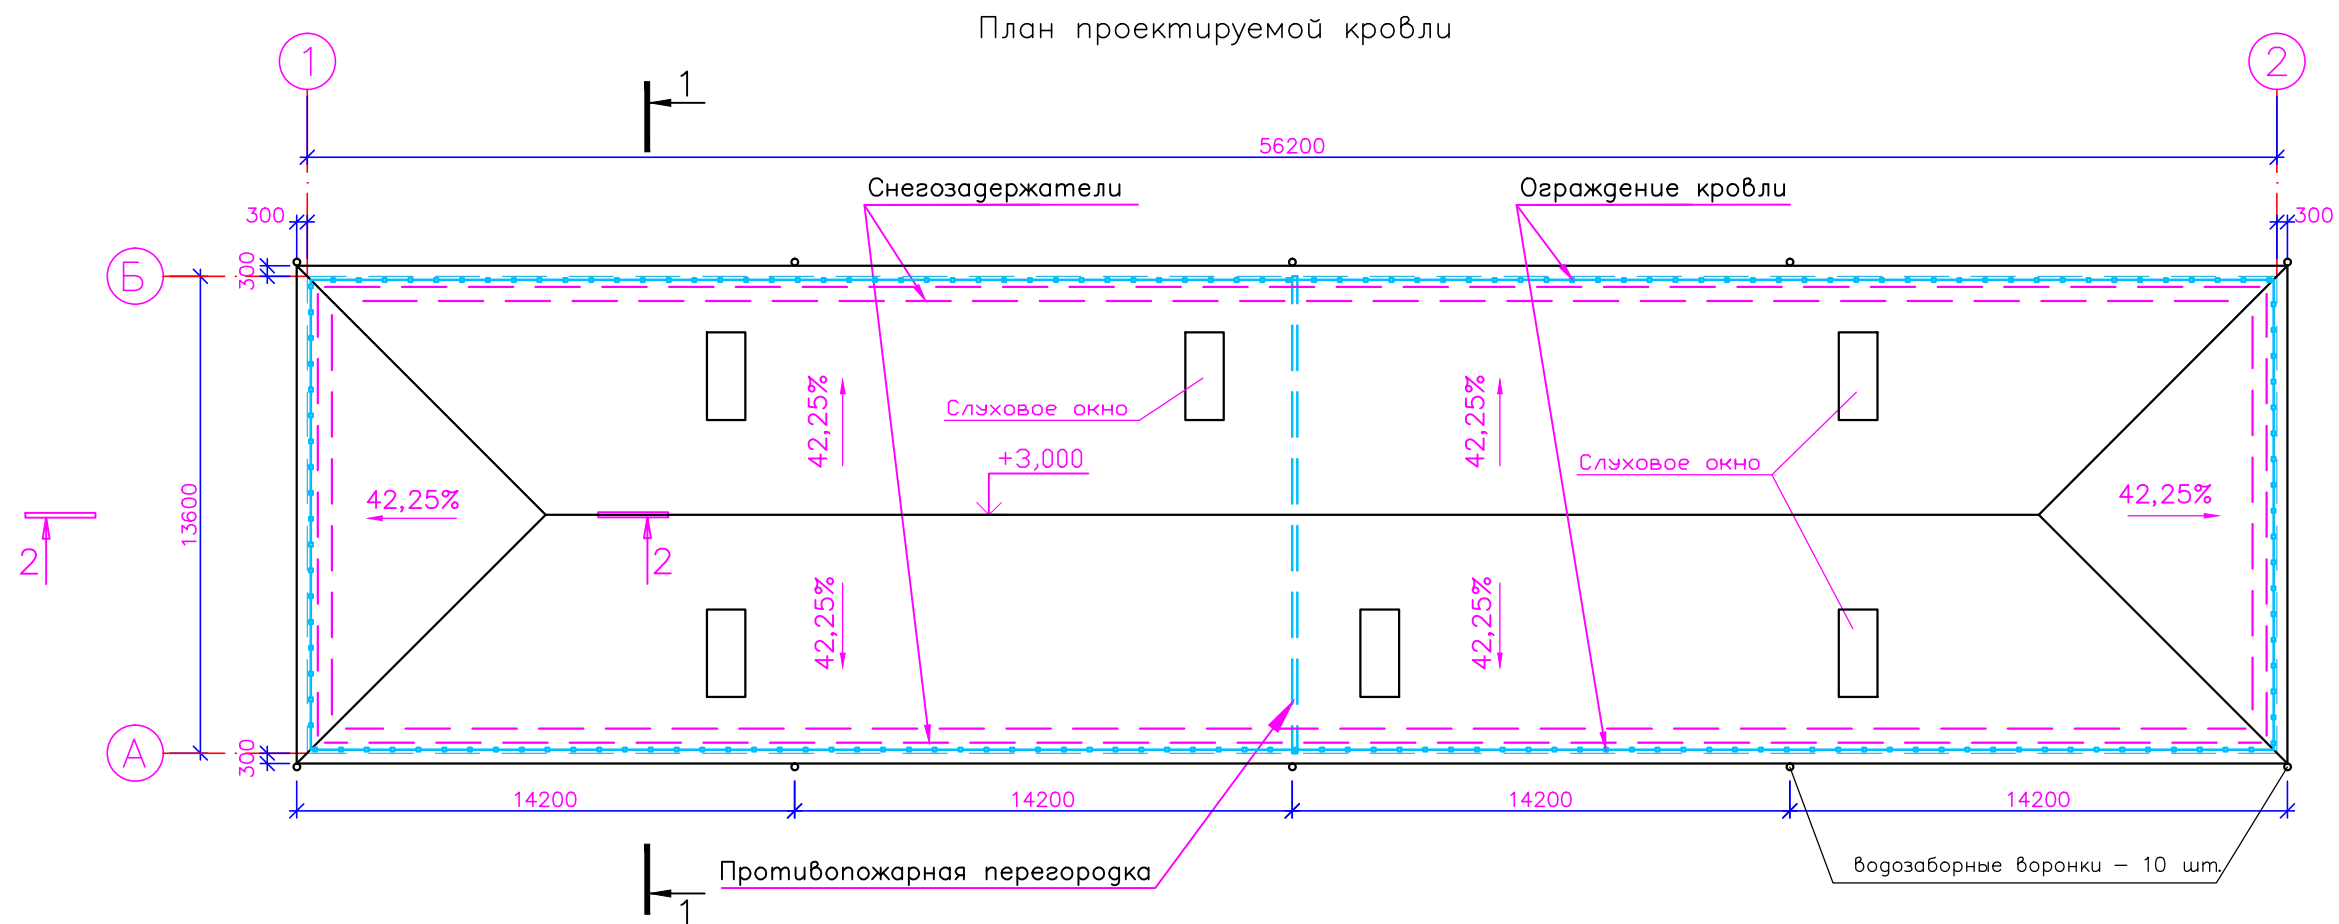 План проектируемой кровли
1
2
1
56200
Снегозадержатели
Ограждение кровли
300
300
Б
300
42,25%
42,25%
Слуховое окно
+3,000
Слуховое окно
42,25%
42,25%
13600
2
2
42,25%
42,25%
А
300
14200
14200
14200
14200
Противопожарная перегородка
водозаборные воронки – 10 шт.
1